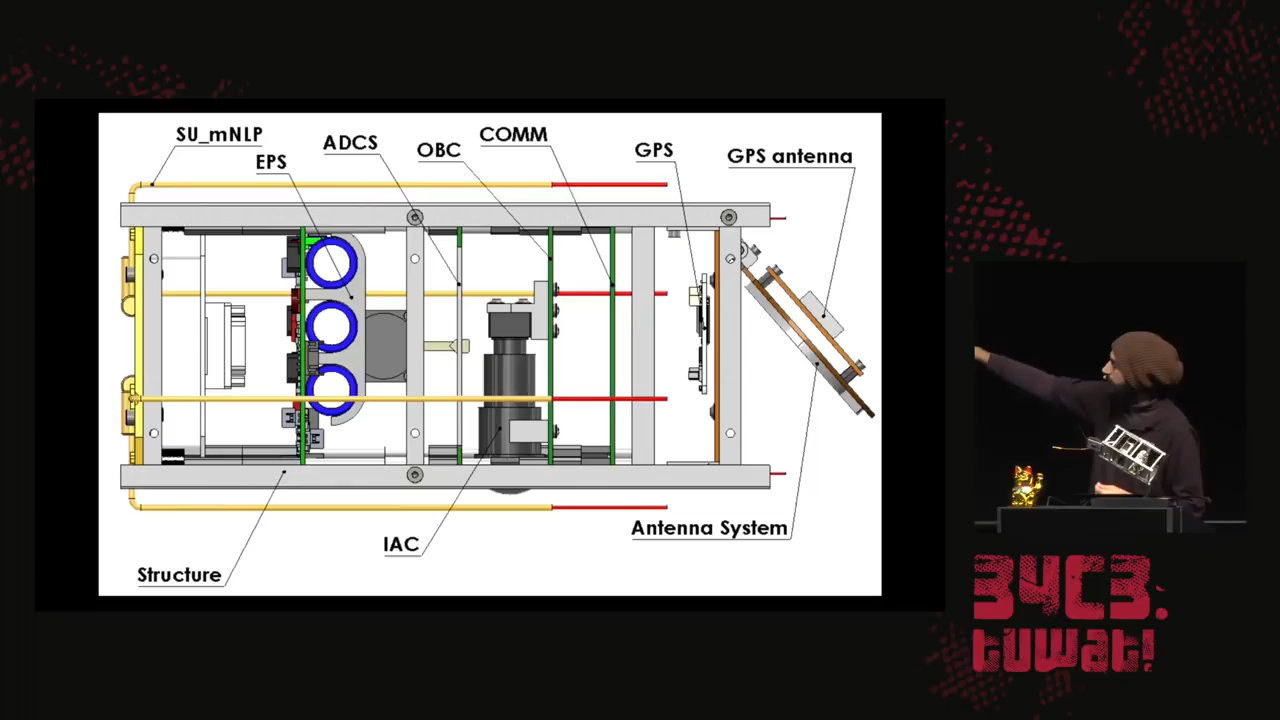 SU_mNLP
EPS
ADCS
OBC
COMM
GPS
GPS antenna
Structure
IAC
Antenna System
34C3.
tuwat!